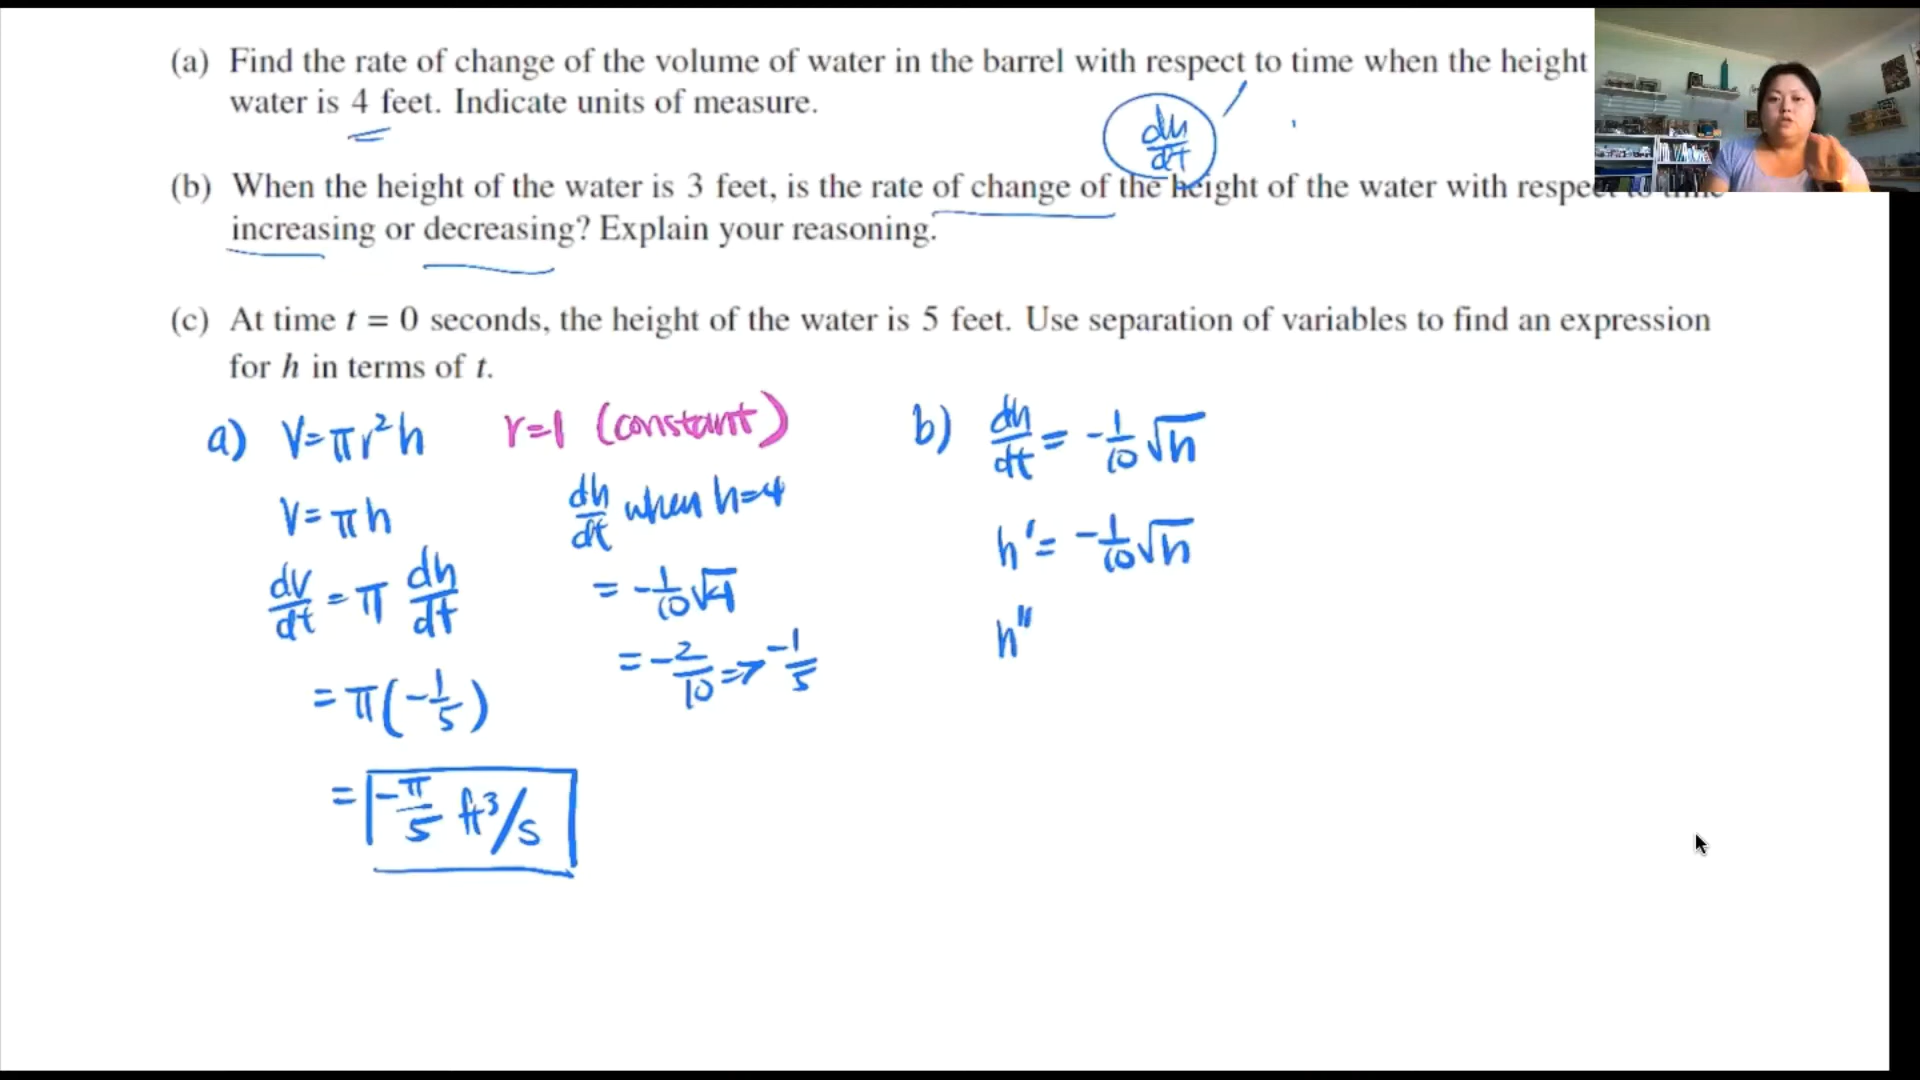 (a) Find the rate of change of the volume of water in the barrel with respect to time when the height
water is 4 feet. Indicate units of measure.
dh/dt
(b) When the height of the water is 3 feet, is the rate of change of the height of the water with respect to time
increasing or decreasing? Explain your reasoning.
(c) At time t = 0 seconds, the height of the water is 5 feet. Use separation of variables to find an expression
for h in terms of t.
a) V=πr²h
r=1 (constant)
V=πh
dh/dt when h=4
dV/dt = π dh/dt
= -1/10 √4
= π(-1/5)
= -2/10 => -1/5
= -π/5 ft³/s
b) dh/dt = -1/10 √h
h' = -1/10 √h
h"